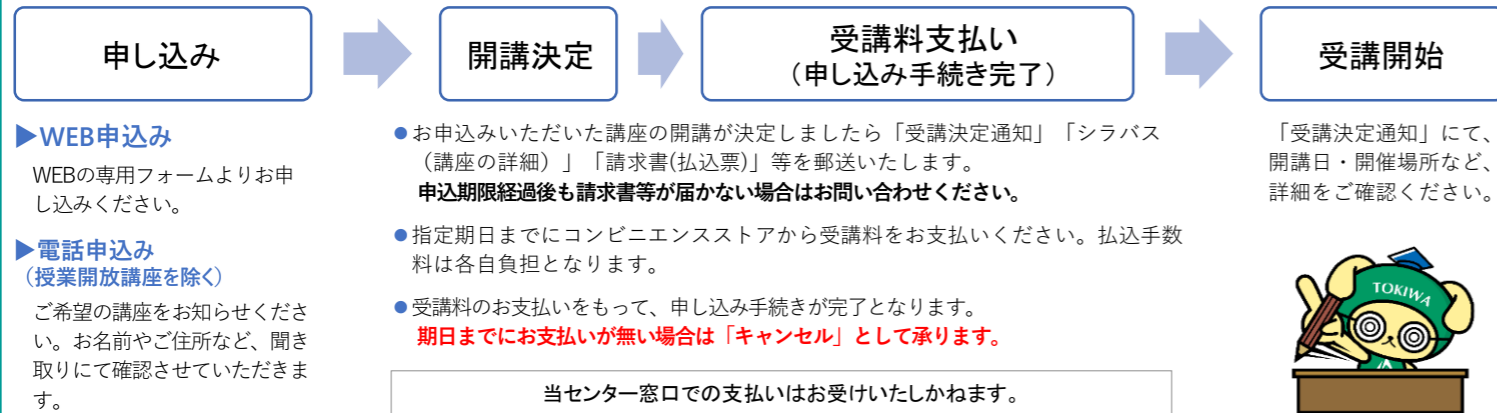 申し込み
開講決定
受講料支払い
（申し込み手続き完了）
受講開始
▶WEB申込み
WEBの専用フォームよりお申
し込みください。
▶電話申込み
（授業開放講座を除く）
ご希望の講座をお知らせくださ
い。お名前やご住所など、聞き
取りにて確認させていただきま
す。
●お申込みいただいた講座の開講が決定しましたら「受講決定通知」「シラバス
（講座の詳細）」「請求書(払込票)」等を郵送いたします。
申込期限経過後も請求書等が届かない場合はお問い合わせください。
●指定期日までにコンビニエンスストアから受講料をお支払いください。払込手数
料は各自負担となります。
●受講料のお支払いをもって、申し込み手続きが完了となります。
期日までにお支払いが無い場合は「キャンセル」として承ります。
当センター窓口での支払いはお受けいたしかねます。
「受講決定通知」にて、
開講日・開催場所など、
詳細をご確認ください。
TOKIWA